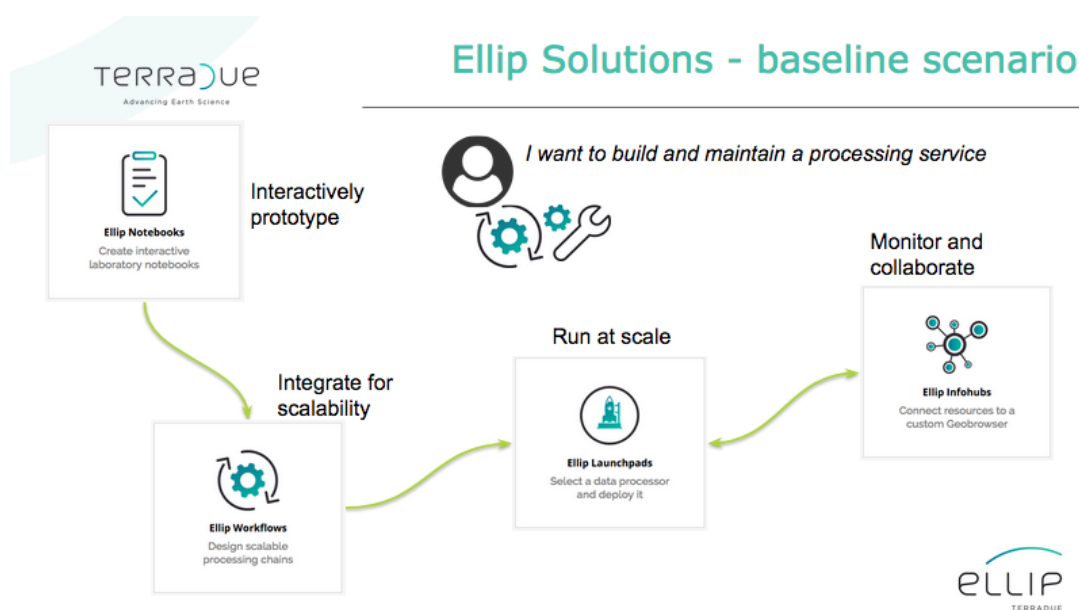 Ellip Solutions - baseline scenario
TERRADUE
Advancing Earth Science
I want to build and maintain a processing service
Interactively
prototype
Ellip Notebooks
Create interactive
laboratory notebooks
Integrate for
scalability
Ellip Workflows
Design scalable
processing chains
Run at scale
Ellip Launchpads
Select a data processor
and deploy it
Monitor and
collaborate
Ellip Infohubs
Connect resources to a
custom Geobrowser
ELLIP
TERRADUE